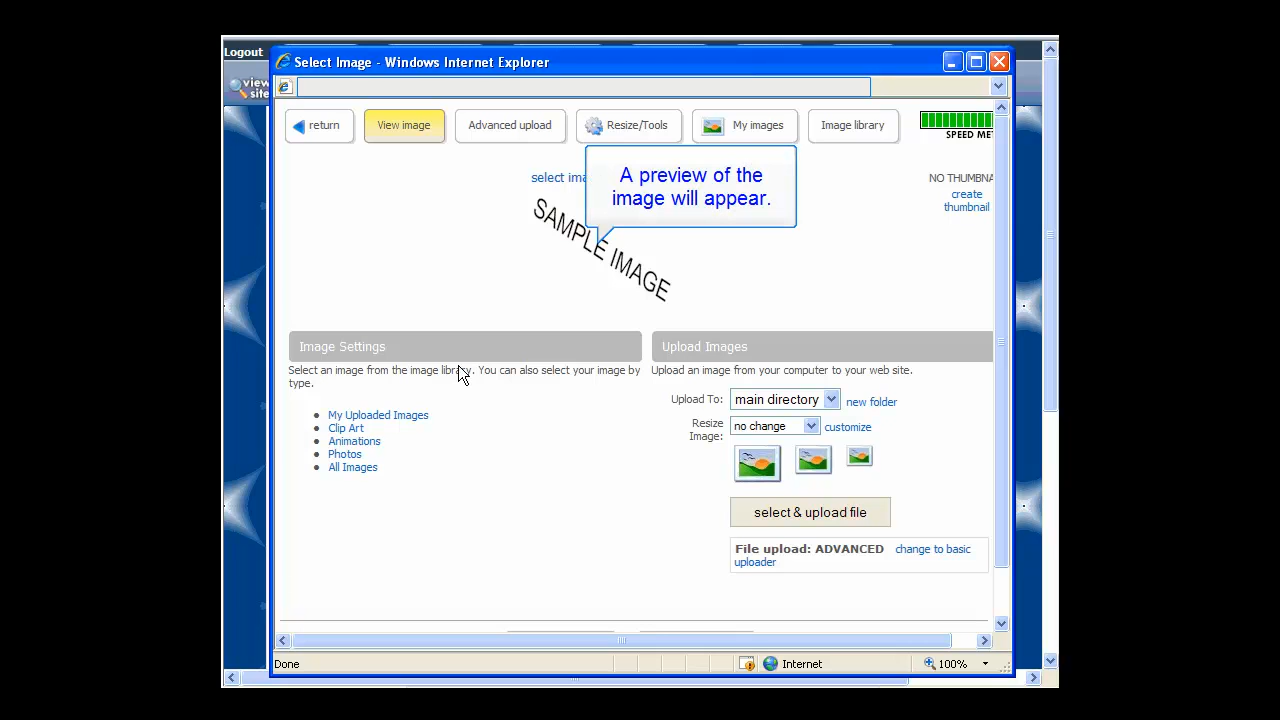 Logout
Select Image - Windows Internet Explorer
view
site
return
View image
Advanced upload
Resize/Tools
My images
Image library
SPEED MET
A preview of the
image will appear.
select ima
NO THUMBNA
create
thumbnail
SAMPLE IMAGE
Image Settings
Select an image from the image library. You can also select your image by
type.
My Uploaded Images
Clip Art
Animations
Photos
All Images
Upload Images
Upload an image from your computer to your web site.
Upload To: main directory new folder
Resize
Image: no change customize
select & upload file
File upload: ADVANCED change to basic
uploader
Done
Internet
100%